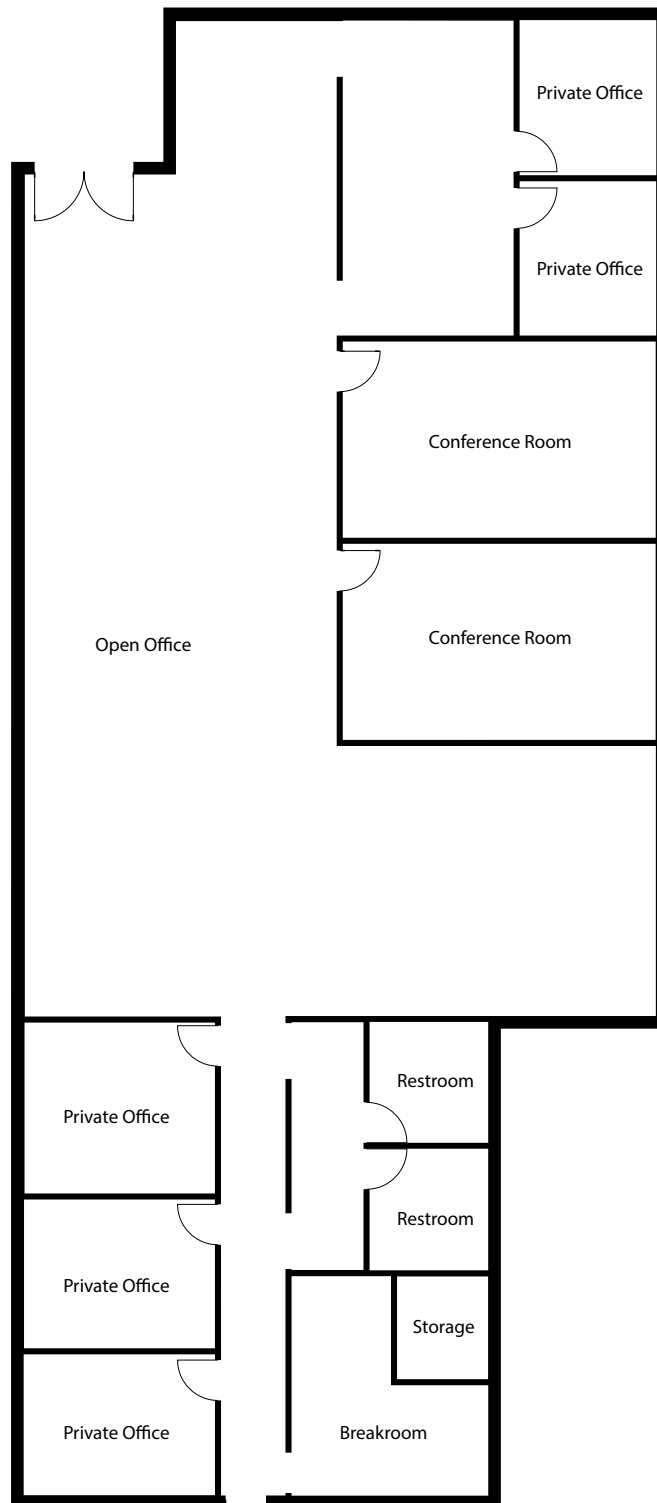 Private Office
Private Office
Conference Room
Conference Room
Open Office
Restroom
Private Office
Restroom
Private Office
Storage
Private Office
Breakroom